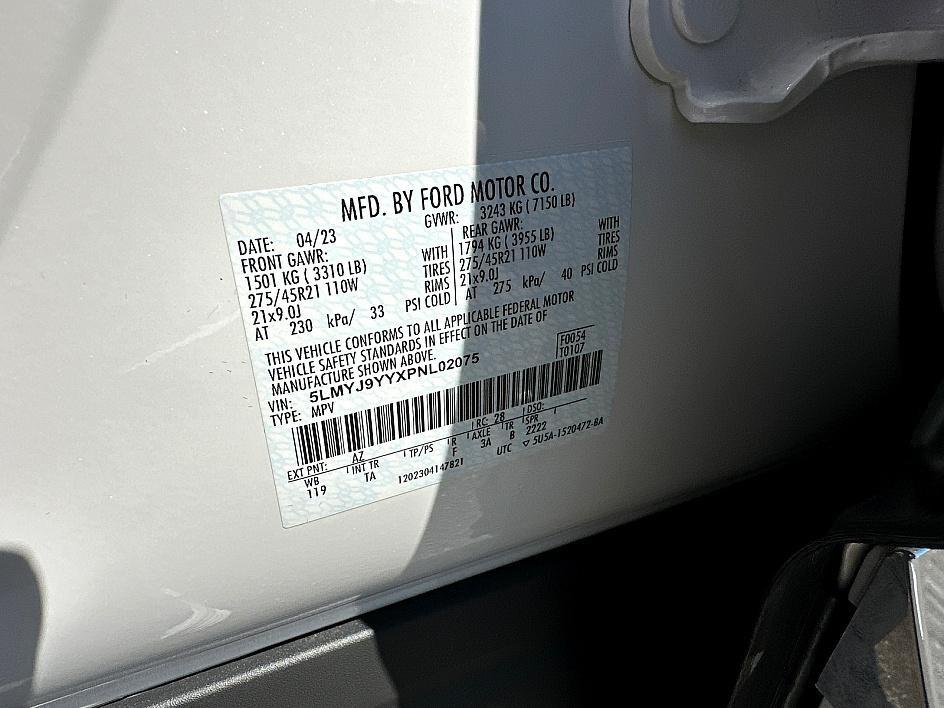 MFD. BY FORD MOTOR CO.
DATE: 04/23
GVWR: 3243 KG ( 7150 LB)
FRONT GAWR:
1501 KG ( 3310 LB) WITH
275/45R21 110W TIRES
21x9.0J RIMS
AT 230 kPa/ 33 PSI COLD
REAR GAWR:
1794 KG ( 3955 LB) WITH
275/45R21 110W TIRES
21x9.0J RIMS
AT 275 kPa/ 40 PSI COLD
THIS VEHICLE CONFORMS TO ALL APPLICABLE FEDERAL MOTOR
VEHICLE SAFETY STANDARDS IN EFFECT ON THE DATE OF
MANUFACTURE SHOWN ABOVE.
VIN: 5LMYJ9YYXPNL02075
TYPE: MPV
F0054
T0107
EXT PNT: AZ RC: 28 DSO:
WB INT TR TP/PS R AXLE TR SPR
119 TA F 3A B 2222
1202304147821 UTC ▽ 5U5A-1520472-BA